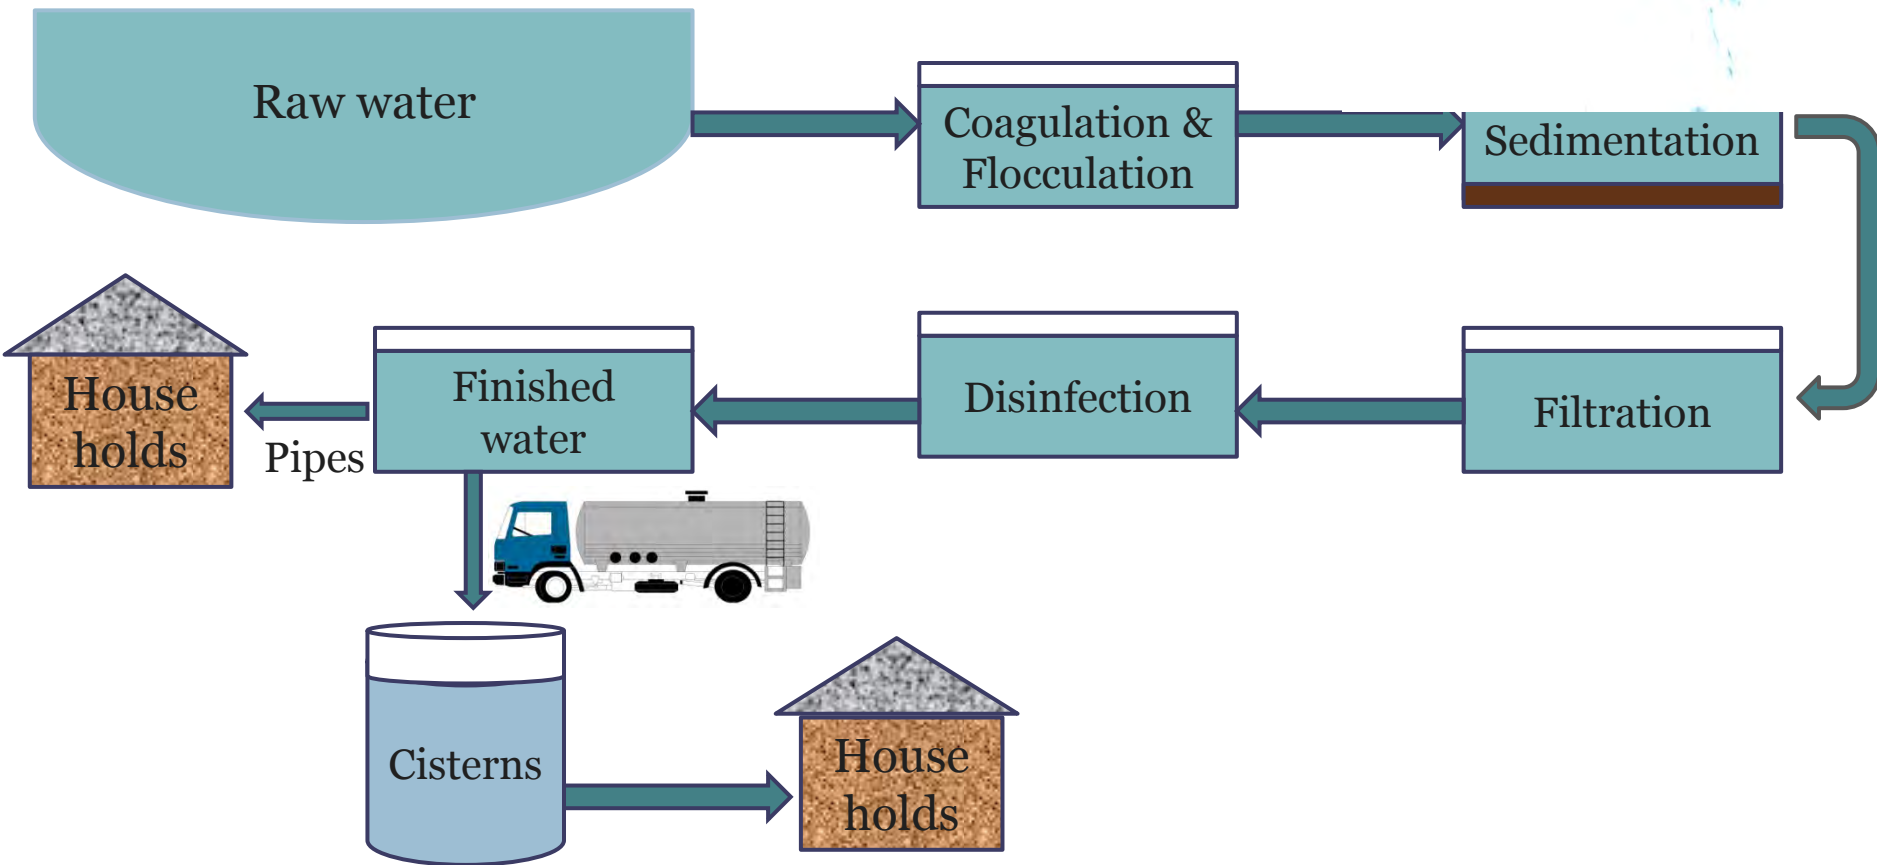 Raw water
Coagulation &
Flocculation
Sedimentation
House
holds
Pipes
Finished
water
Disinfection
Filtration
Cisterns
House
holds